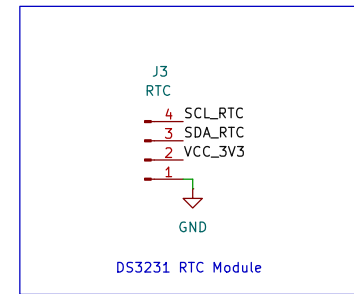 J3
RTC
4 SCL_RTC
3 SDA_RTC
2 VCC_3V3
1
GND
DS3231 RTC Module